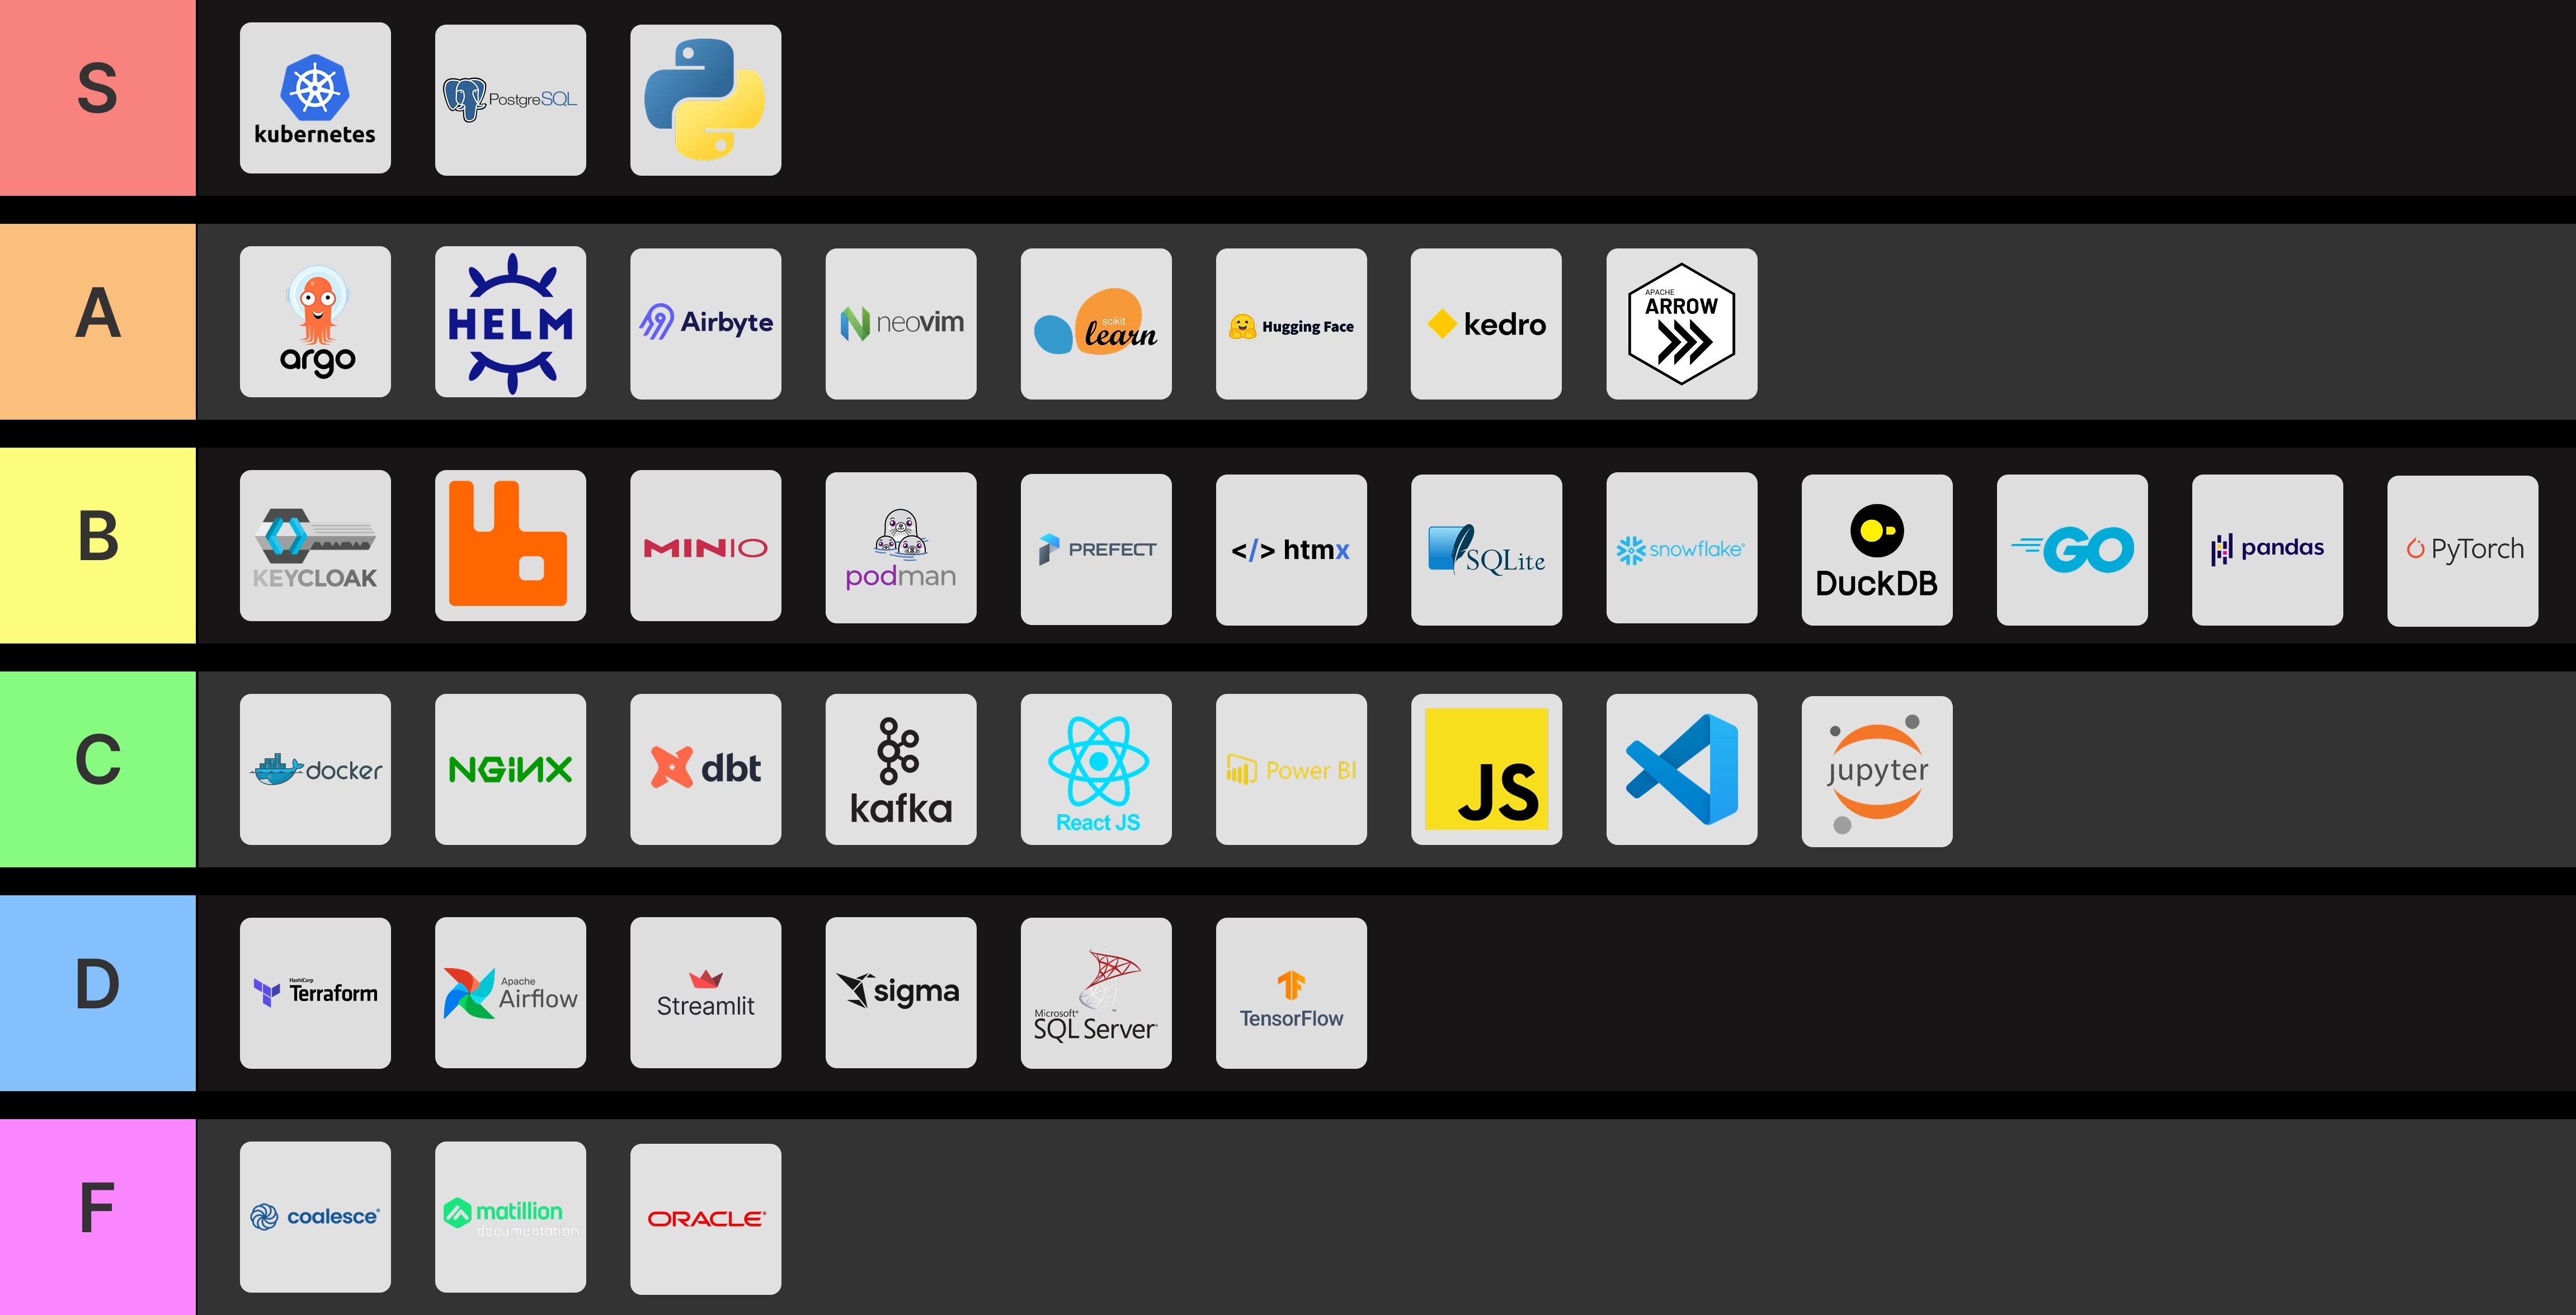 S
kubernetes
PostgreSQL
A
argo
HELM
Airbyte
neovim
scikit
learn
Hugging Face
kedro
APACHE
ARROW
B
KEYCLOAK
MINIO
podman
PREFECT
</> htmx
SQLite
snowflake®
DuckDB
GO
pandas
PyTorch
C
docker
NGINX
dbt
kafka
React JS
Power BI
JS
jupyter
D
HashiCorp
Terraform
Apache
Airflow
Streamlit
sigma
Microsoft®
SQL Server®
TensorFlow
F
coalesce®
matillion
documentation
ORACLE®